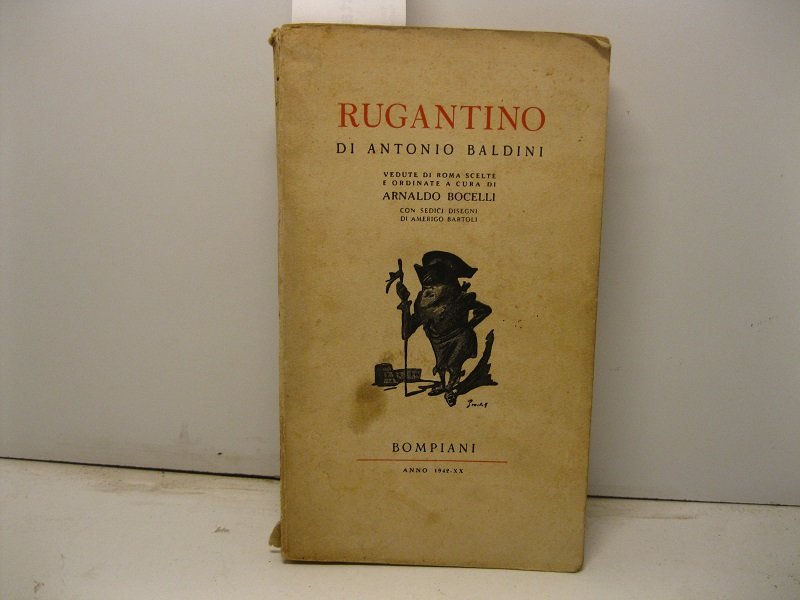 RUGANTINO
DI ANTONIO BALDINI
VEDUTE DI ROMA SCELTE
E ORDINATE A CURA DI
ARNALDO BOCELLI
CON SEDICI DISEGNI
DI AMERIGO BARTOLI
BOMPIANI
ANNO 1942-XX